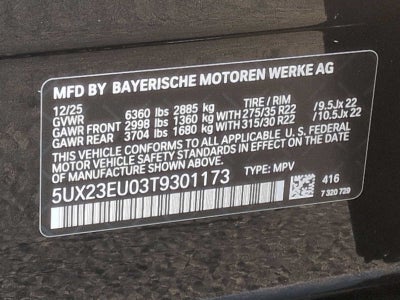 MFD BY BAYERISCHE MOTOREN WERKE AG
12/25
GVWR 6360 lbs 2885 kg TIRE / RIM
GAWR FRONT 2998 lbs 1360 kg WITH 275/35 R22 / 9.5Jx 22
GAWR REAR 3704 lbs 1680 kg WITH 315/30 R22 / 10.5Jx 22
THIS VEHICLE CONFORMS TO ALL APPLICABLE U.S. FEDERAL
MOTOR VEHICLE SAFETY STANDARDS IN EFFECT ON THE DATE
OF MANUFACTURE SHOWN ABOVE.
5UX23EU03T9301173 TYPE: MPV
416
7 320 729